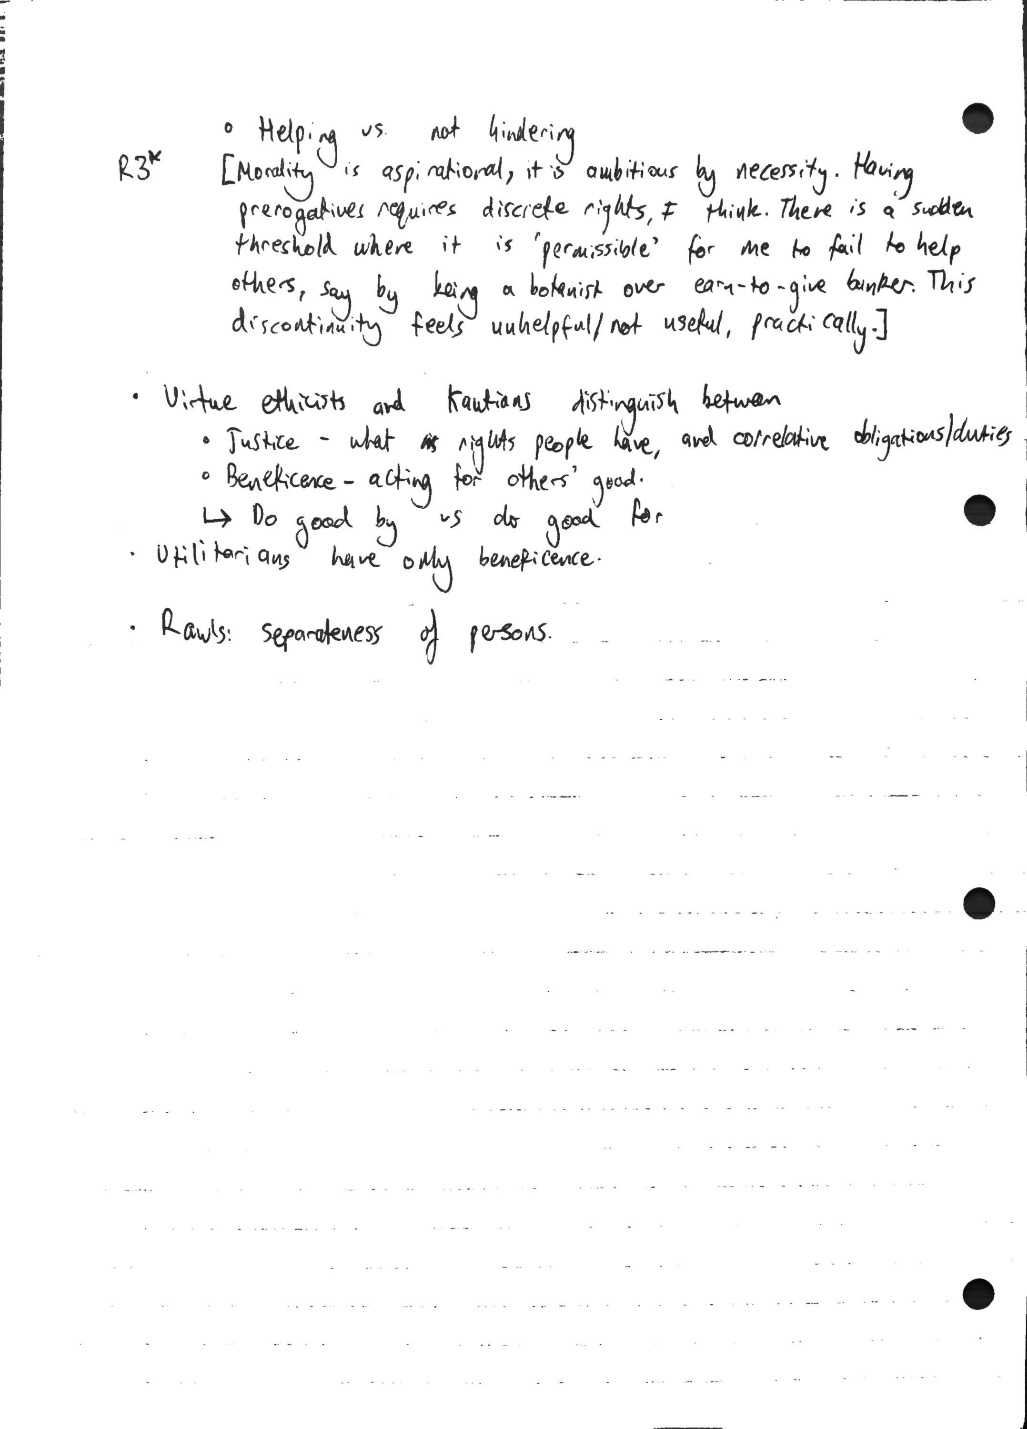 ◦ Helping vs. not hindering
R3* [Morality is aspirational, it is ambitious by necessity. Having
prerogatives requires discrete rights, I think. There is a sudden
threshold where it is 'permissible' for me to fail to help
others, say by being a botanist over earn-to-give banker. This
discontinuity feels unhelpful/not useful, practically.]
• Virtue ethicists and Kantians distinguish between
◦ Justice - what rights people have, and correlative obligations/duties.
◦ Beneficence - acting for others' good.
↳ Do good by vs do good for
• Utilitarians have only beneficence.
• Rawls: separateness of persons.